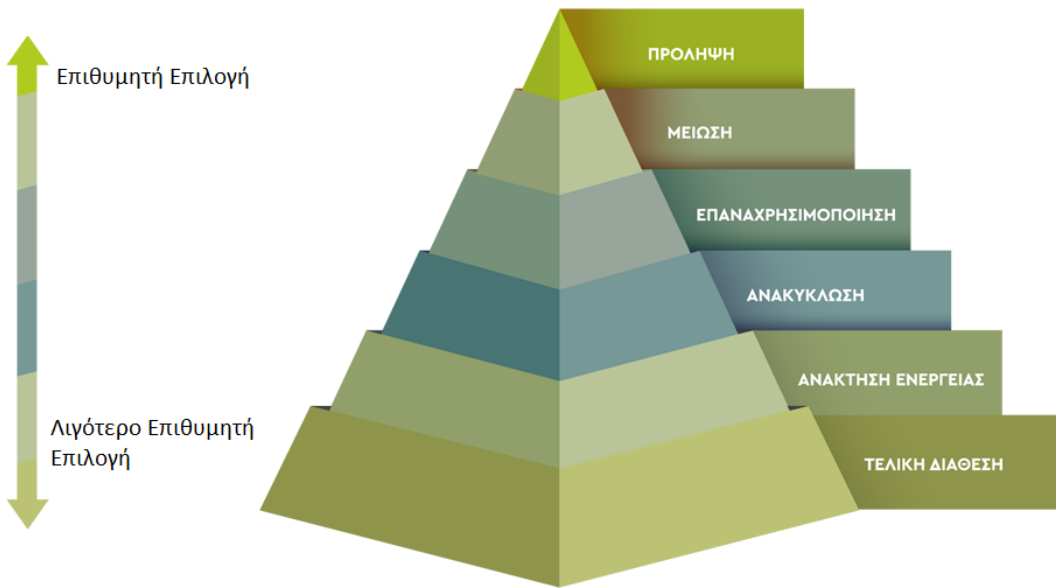 Επιθυμητή Επιλογή
ΠΡΟΛΗΨΗ
ΜΕΙΩΣΗ
ΕΠΑΝΑΧΡΗΣΙΜΟΠΟΙΗΣΗ
ΑΝΑΚΥΚΛΩΣΗ
ΑΝΑΚΤΗΣΗ ΕΝΕΡΓΕΙΑΣ
Λιγότερο Επιθυμητή
Επιλογή
ΤΕΛΙΚΗ ΔΙΑΘΕΣΗ